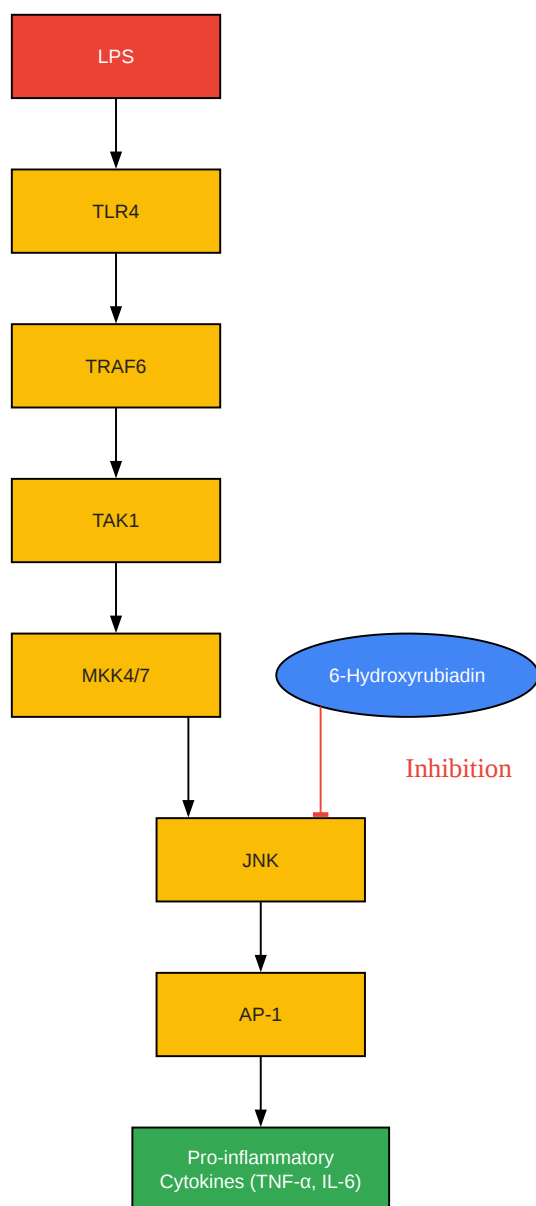 LPS
TLR4
TRAF6
TAK1
MKK4/7
6-Hydroxyrubiadin
Inhibition
JNK
AP-1
Pro-inflammatory
Cytokines (TNF-α, IL-6)